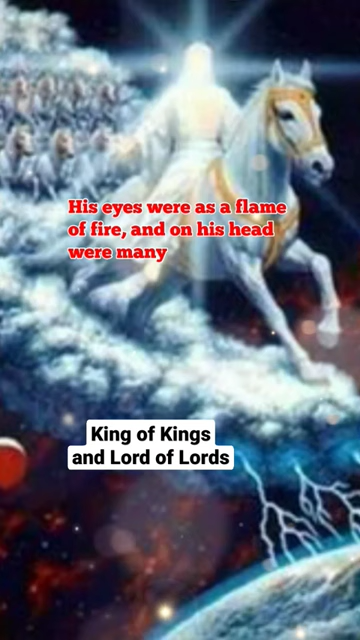 His eyes were as a flame
of fire, and on his head
were many
King of Kings
and Lord of Lords